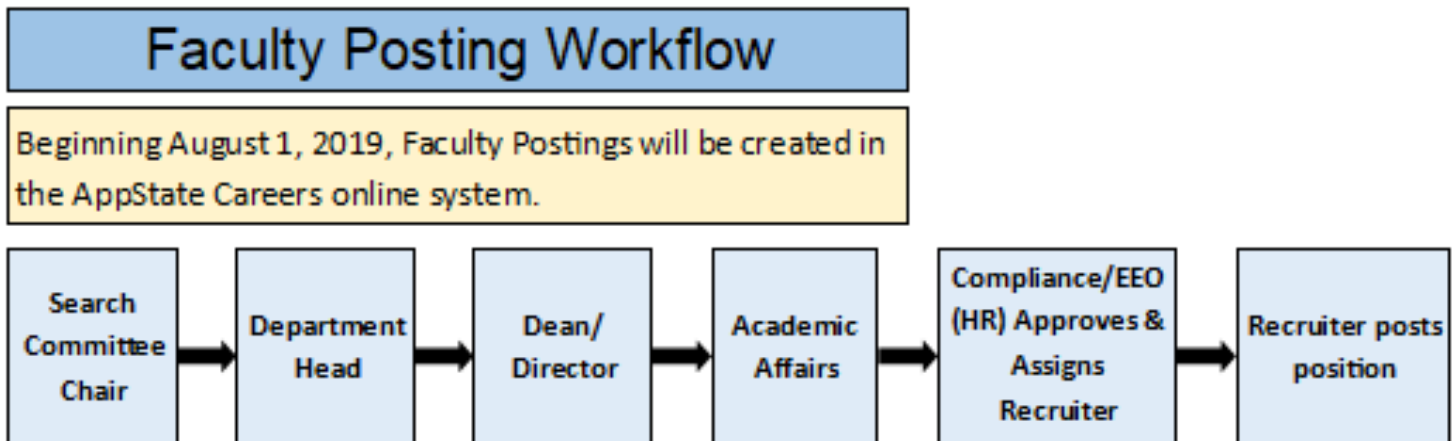 Faculty Posting Workflow
Beginning August 1, 2019, Faculty Postings will be created in
the AppState Careers online system.
Search
Committee
Chair
Department
Head
Dean/
Director
Academic
Affairs
Compliance/EEO
(HR) Approves &
Assigns
Recruiter
Recruiter posts
position